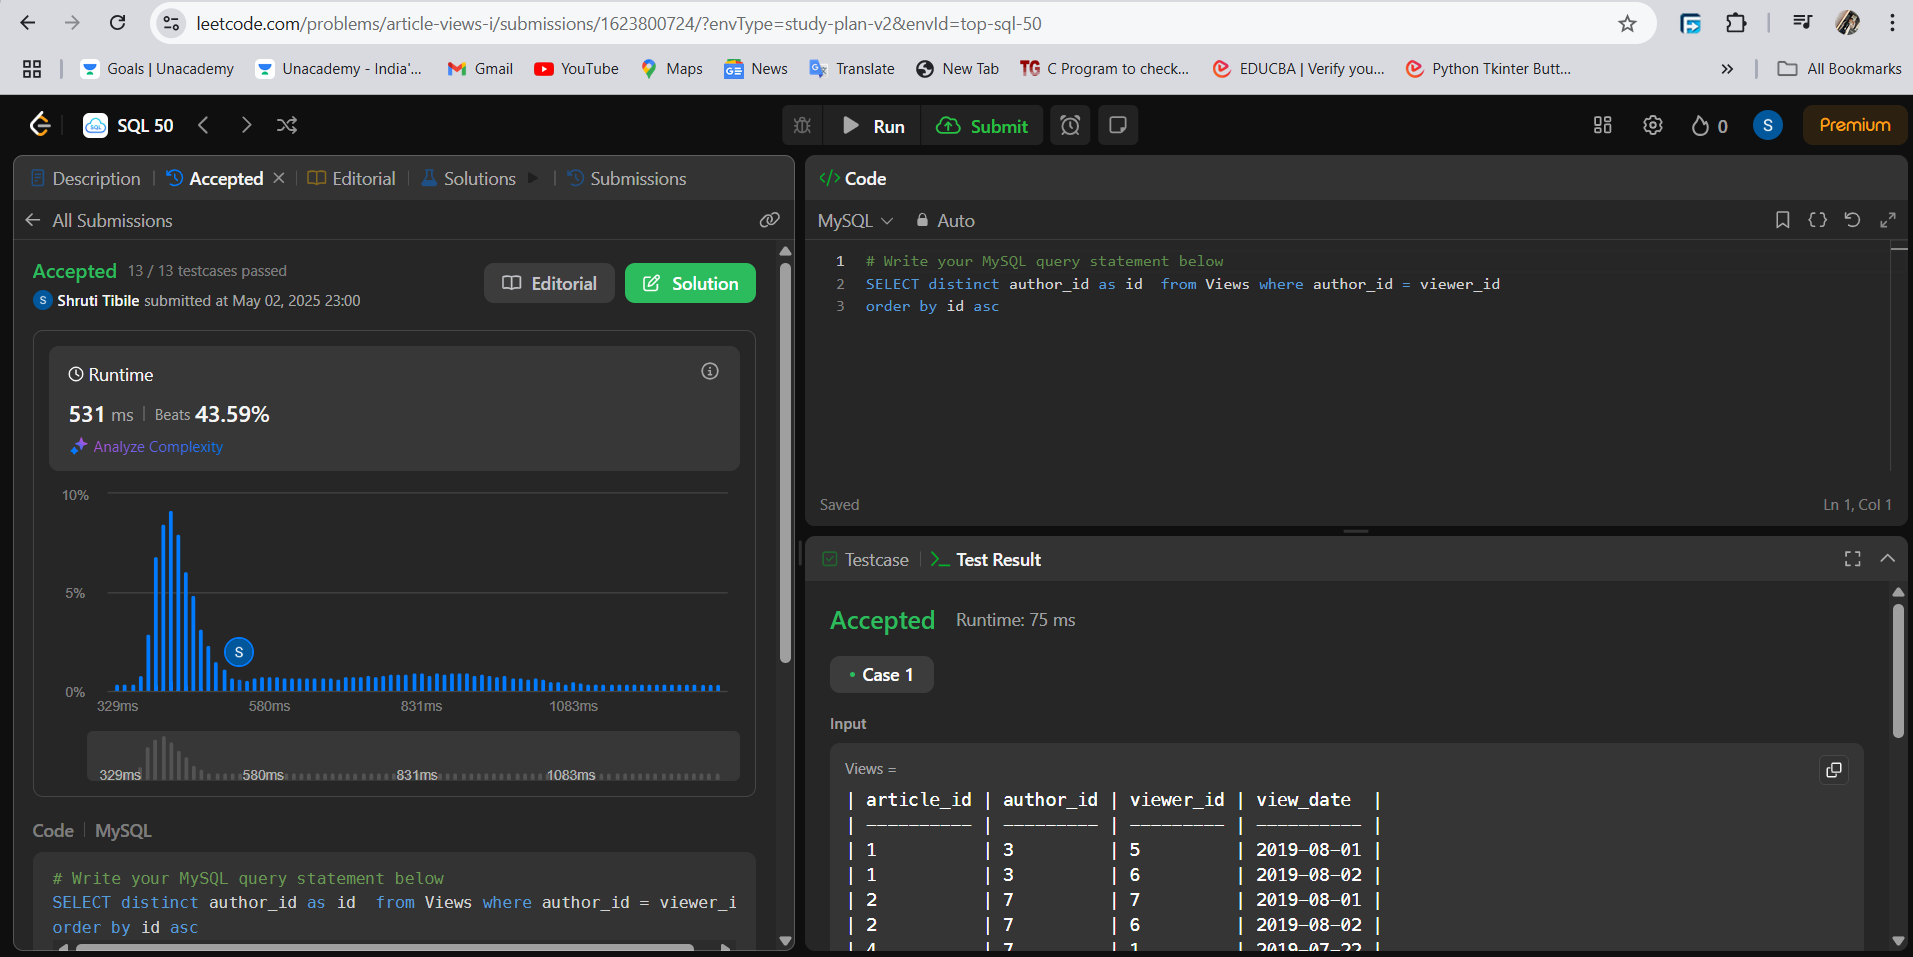 leetcode.com/problems/article-views-i/submissions/1623800724/?envType=study-plan-v2&envId=top-sql-50
Goals | Unacademy
Unacademy - India'...
Gmail
YouTube
Maps
News
Translate
New Tab
TG C Program to check...
EDUCBA | Verify you...
Python Tkinter Butt...
»
All Bookmarks
SQL 50
Run
Submit
0
S
Premium
Description
Accepted
Editorial
Solutions
Submissions
All Submissions
Accepted 13 / 13 testcases passed
S Shruti Tibile submitted at May 02, 2025 23:00
Editorial
Solution
Runtime
531 ms | Beats 43.59%
Analyze Complexity
10%
5%
0%
S
329ms 580ms 831ms 1083ms
329ms 580ms 831ms 1083ms
Code | MySQL
# Write your MySQL query statement below
SELECT distinct author_id as id  from Views where author_id = viewer_i
order by id asc
</> Code
MySQL
Auto
1 # Write your MySQL query statement below
2 SELECT distinct author_id as id  from Views where author_id = viewer_id
3 order by id asc
Saved
Ln 1, Col 1
Testcase
>_ Test Result
Accepted Runtime: 75 ms
• Case 1
Input
Views =
| article_id | author_id | viewer_id | view_date  |
| ---------- | --------- | --------- | ---------- |
| 1          | 3         | 5         | 2019-08-01 |
| 1          | 3         | 6         | 2019-08-02 |
| 2          | 7         | 7         | 2019-08-01 |
| 2          | 7         | 6         | 2019-08-02 |
| 4          | 7         | 1         | 2019-07-22 |